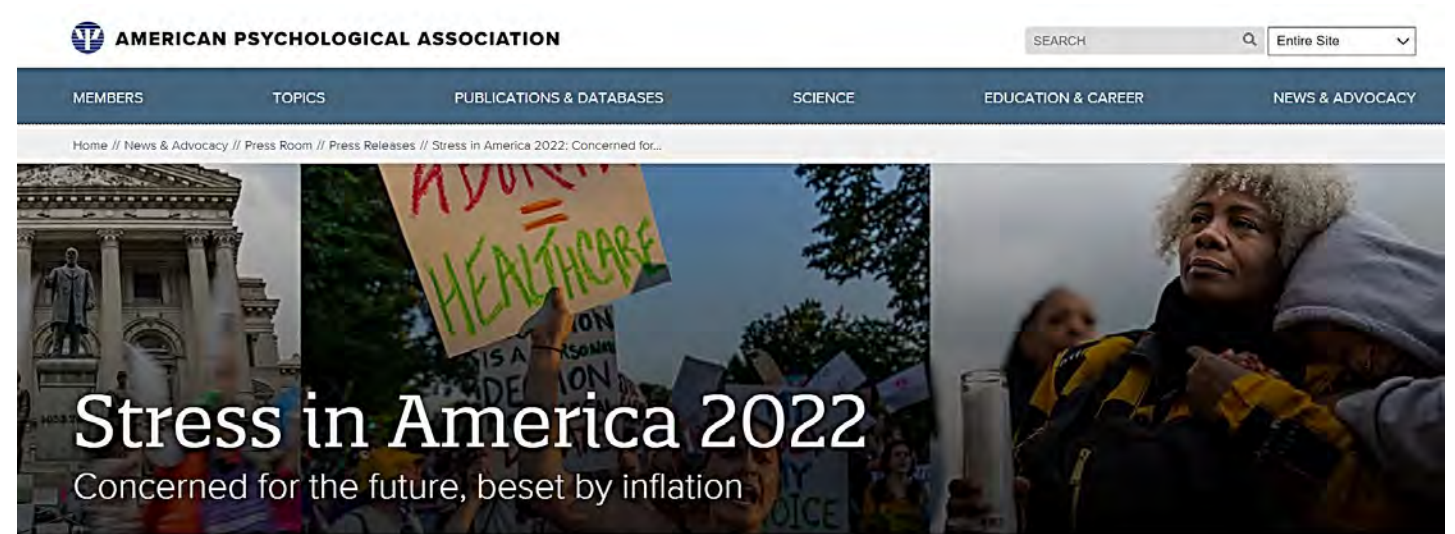 AMERICAN PSYCHOLOGICAL ASSOCIATION
SEARCH
Entire Site
MEMBERS TOPICS PUBLICATIONS & DATABASES SCIENCE EDUCATION & CAREER NEWS & ADVOCACY
Home // News & Advocacy // Press Room // Press Releases // Stress in America 2022: Concerned for...
=
HEALTHCARE
IS A
Stress in America 2022
Concerned for the future, beset by inflation